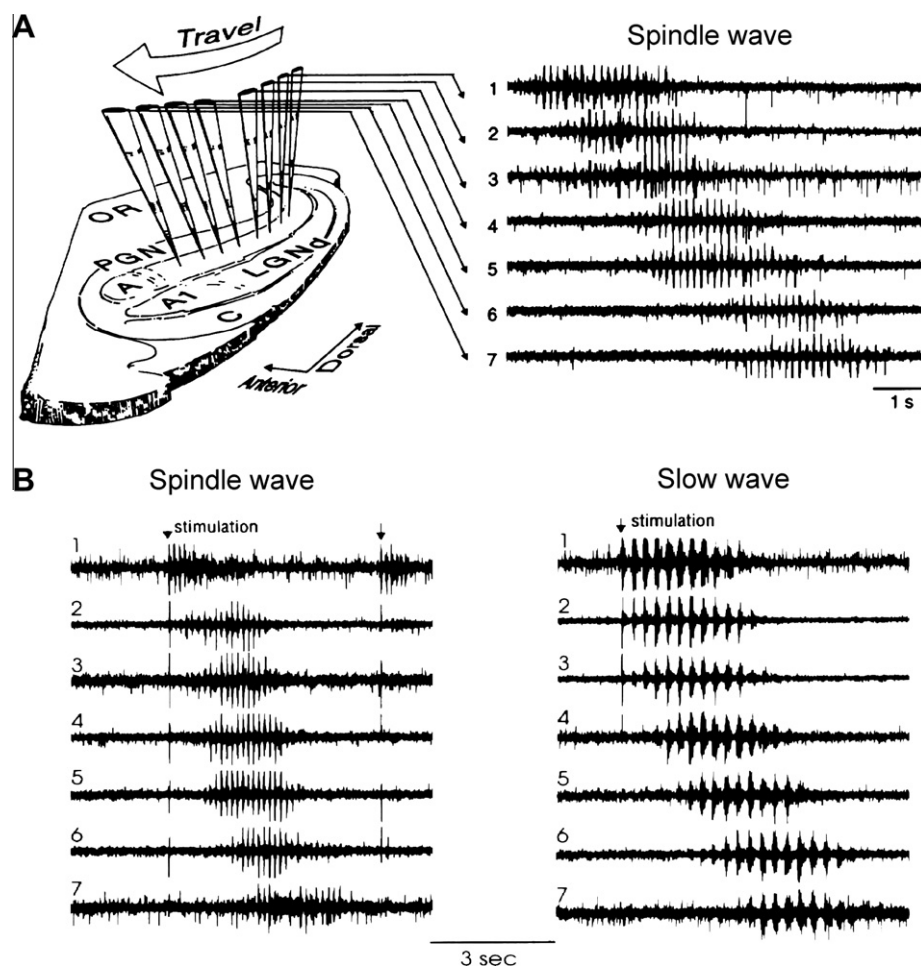 A
Travel
Spindle wave
OR
PGN
A
A1
LGNd
C
Anterior
Dorsal
1
2
3
4
5
6
7
1 s
B
Spindle wave
Slow wave
stimulation
1
2
3
4
5
6
7
stimulation
1
2
3
4
5
6
7
3 sec